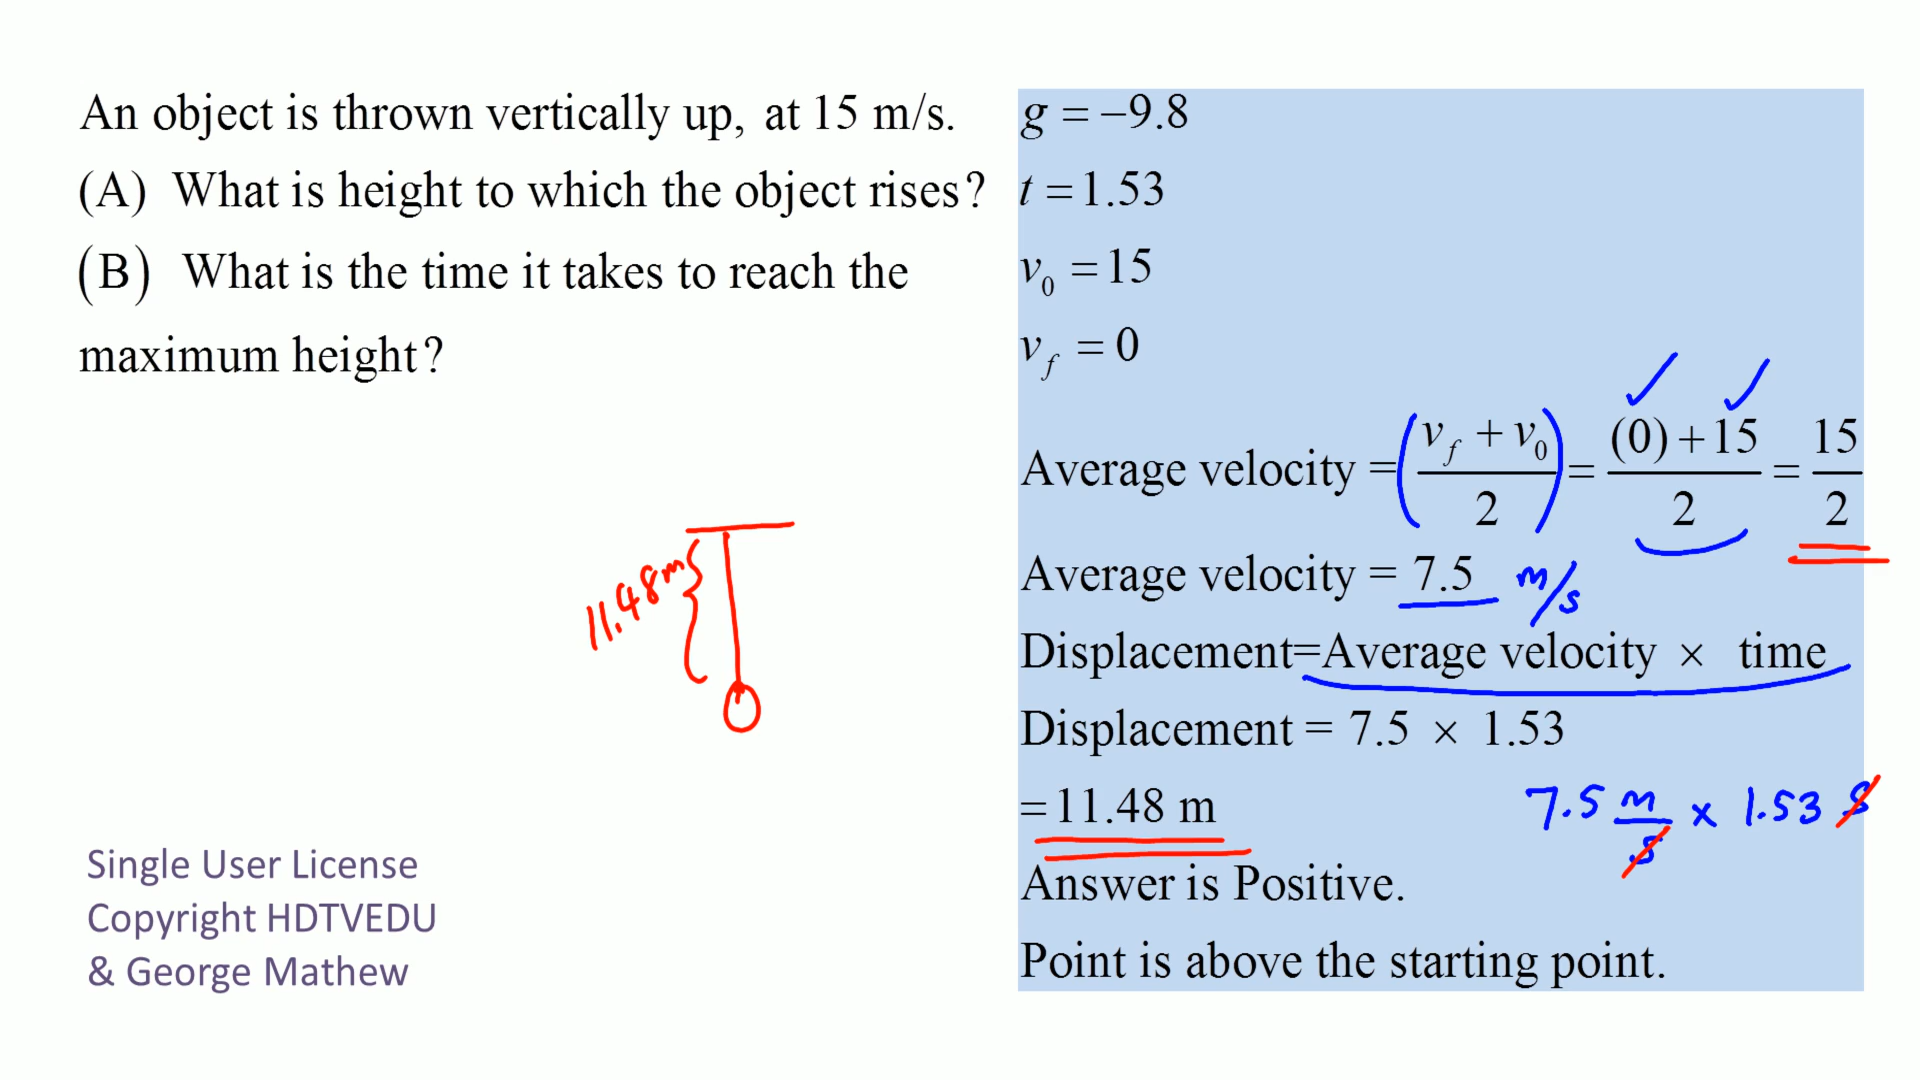 An object is thrown vertically up, at 15 m/s.
(A) What is height to which the object rises?
(B) What is the time it takes to reach the
maximum height?
11.48m
Single User License
Copyright HDTVEDU
& George Mathew
g = −9.8
t = 1.53
v₀ = 15
v_f = 0
Average velocity = (v_f + v₀)/2 = ((0) + 15)/2 = 15/2
Average velocity = 7.5 m/s
Displacement=Average velocity × time
Displacement = 7.5 × 1.53
= 11.48 m
7.5 m/s × 1.53 s
Answer is Positive.
Point is above the starting point.